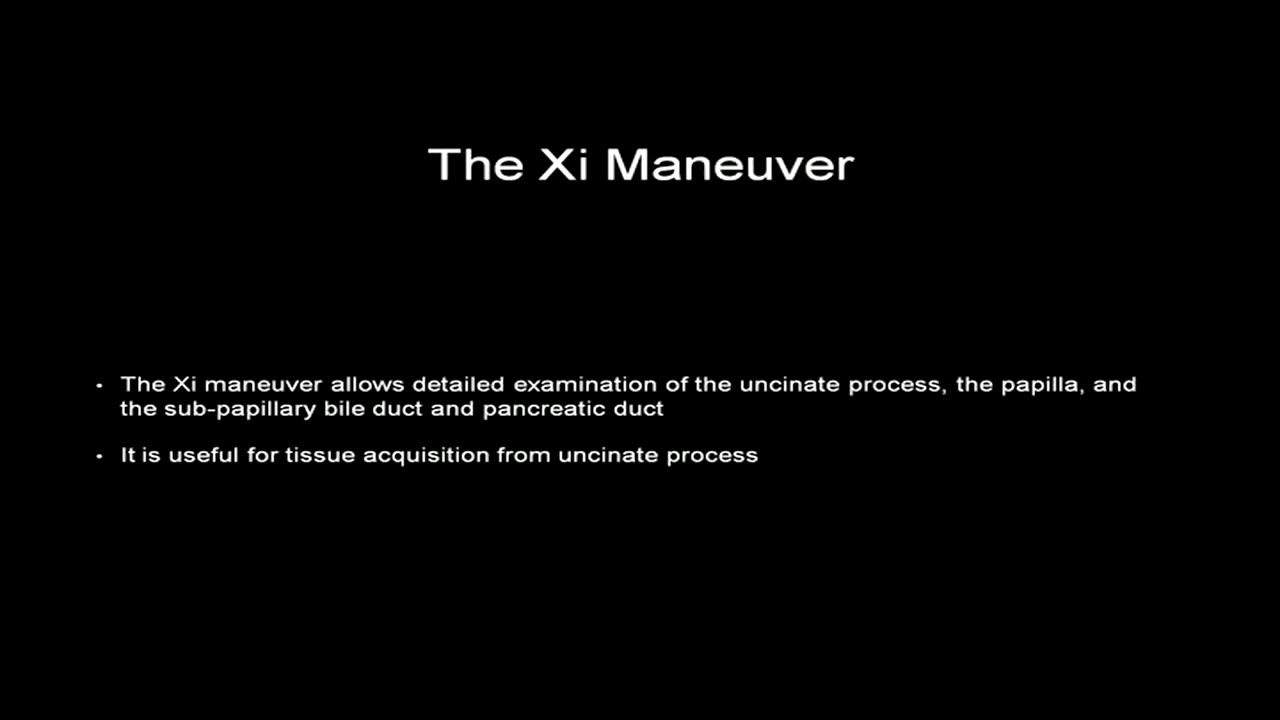 The Xi Maneuver
• The Xi maneuver allows detailed examination of the uncinate process, the papilla, and
the sub-papillary bile duct and pancreatic duct
• It is useful for tissue acquisition from uncinate process